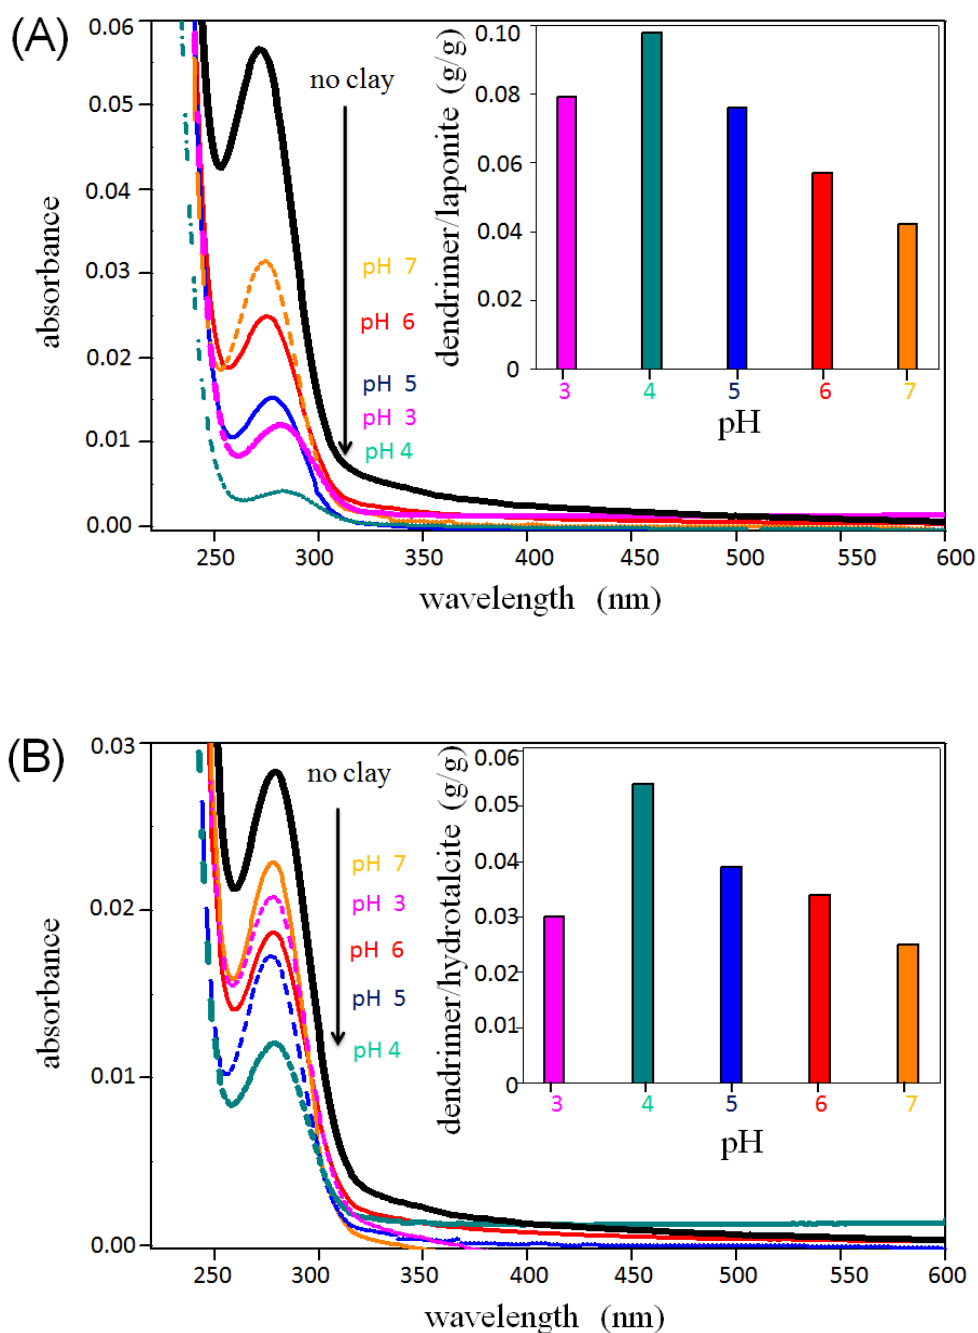 (A)
absorbance
0.06
0.05
0.04
0.03
0.02
0.01
0.00
no clay
pH 7
pH 6
pH 5
pH 3
pH 4
250 300 350 400 450 500 550 600
wavelength (nm)
dendrimer/laponite (g/g)
0.10
0.08
0.06
0.04
0.02
0
3 4 5 6 7
pH
(B)
absorbance
0.03
0.02
0.01
0.00
no clay
pH 7
pH 3
pH 6
pH 5
pH 4
250 300 350 400 450 500 550 600
wavelength (nm)
dendrimer/hydrotalcite (g/g)
0.06
0.05
0.04
0.03
0.02
0.01
0
3 4 5 6 7
pH